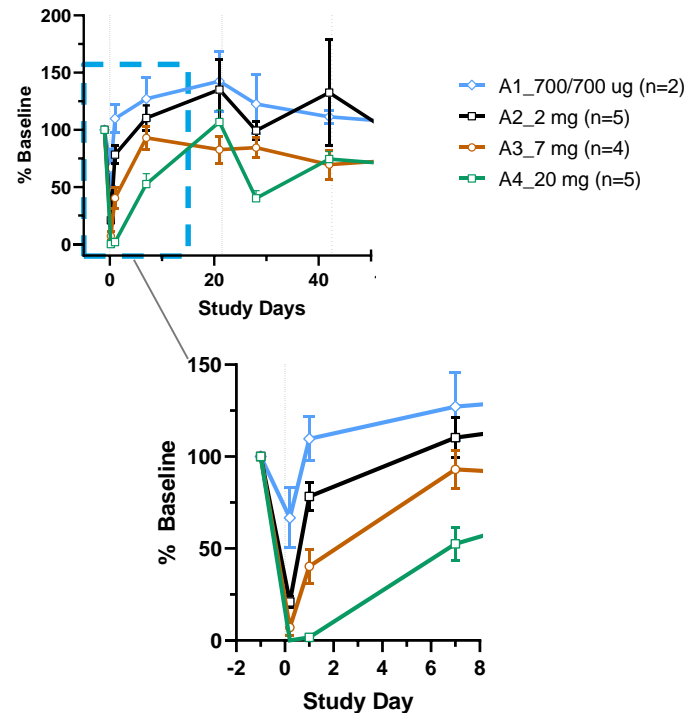 200
150
100
50
0
% Baseline
0 20 40
Study Days
A1_700/700 ug (n=2)
A2_2 mg (n=5)
A3_7 mg (n=4)
A4_20 mg (n=5)
150
100
50
0
% Baseline
-2 0 2 4 6 8
Study Day